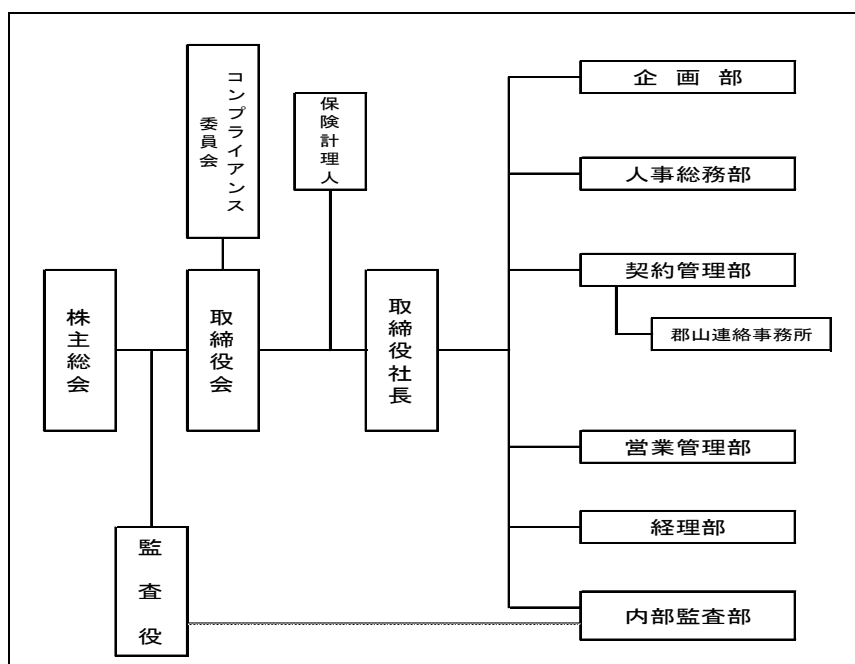 コンプライアンス
委員会
保険計理人
株主総会
取締役会
取締役社長
監査役
企画部
人事総務部
契約管理部
郡山連絡事務所
営業管理部
経理部
内部監査部